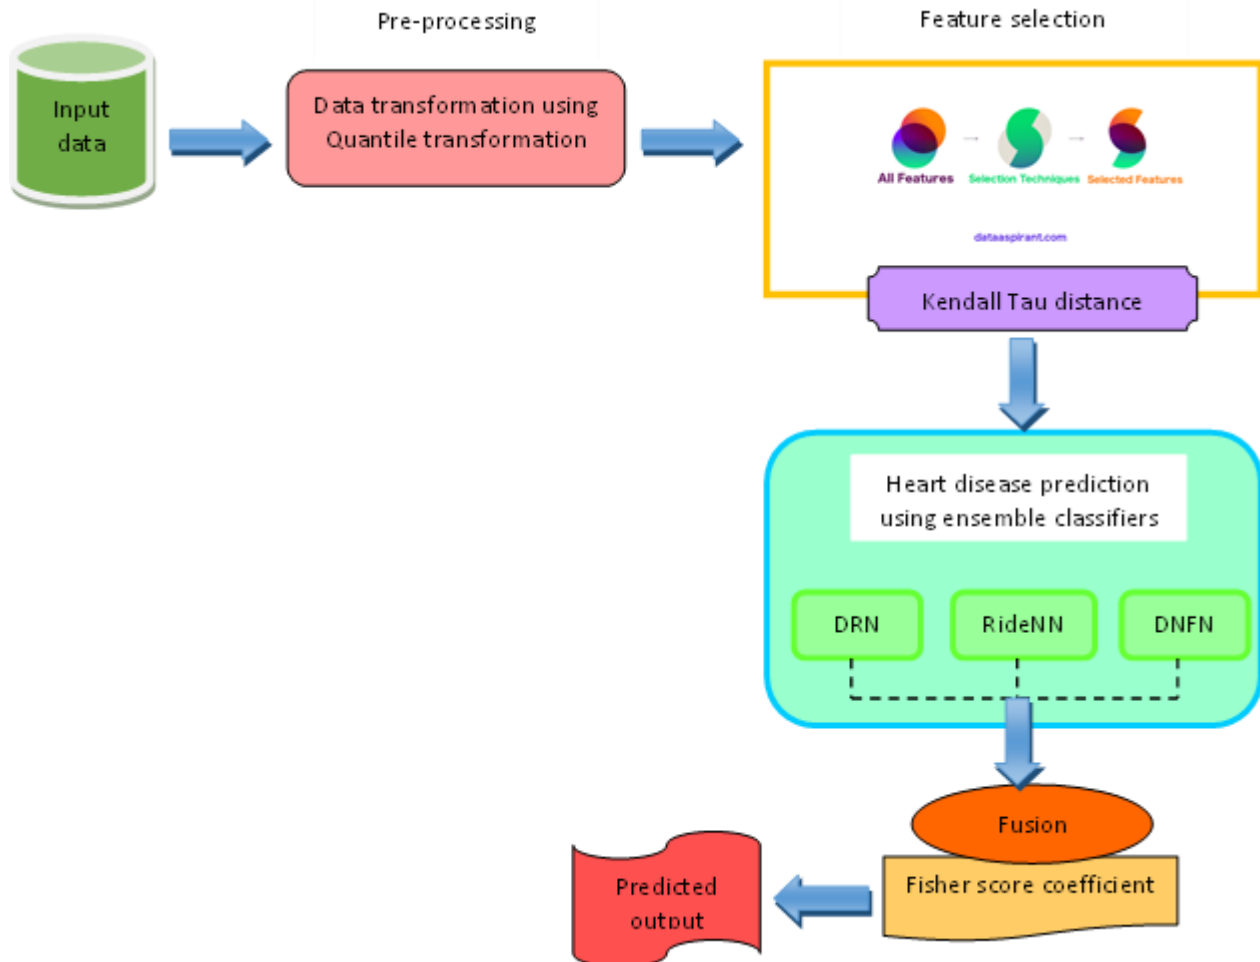 Pre-processing
Feature selection
Input
data
Data transformation using
Quantile transformation
All Features
Selection Techniques
Selected Features
dataaspirant.com
Kendall Tau distance
Heart disease prediction
using ensemble classifiers
DRN
RideNN
DNFN
Fusion
Fisher score coefficient
Predicted
output